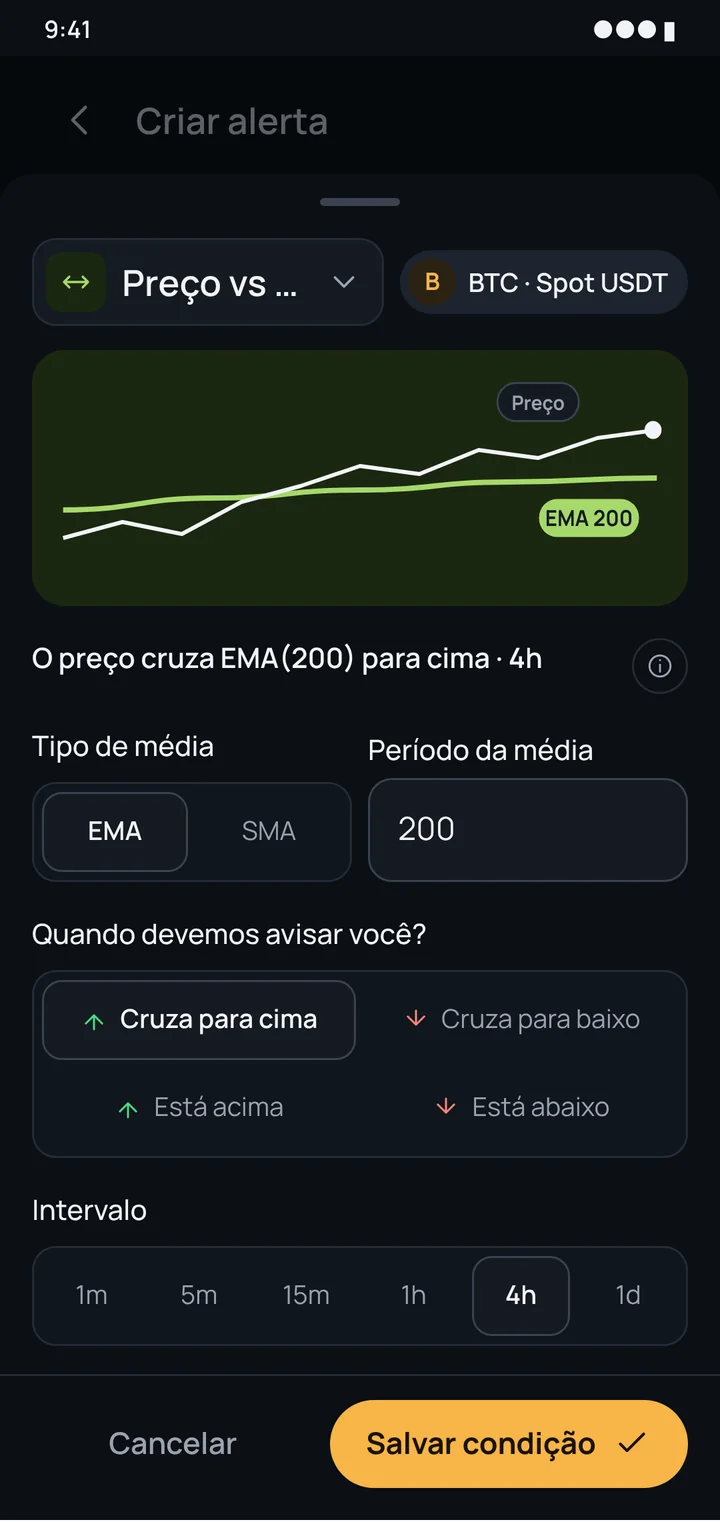 9:41
Criar alerta
Preço vs ...
B BTC · Spot USDT
Preço
EMA 200
O preço cruza EMA(200) para cima · 4h
Tipo de média
Período da média
EMA SMA
200
Quando devemos avisar você?
Cruza para cima
Cruza para baixo
Está acima
Está abaixo
Intervalo
1m 5m 15m 1h 4h 1d
Cancelar
Salvar condição